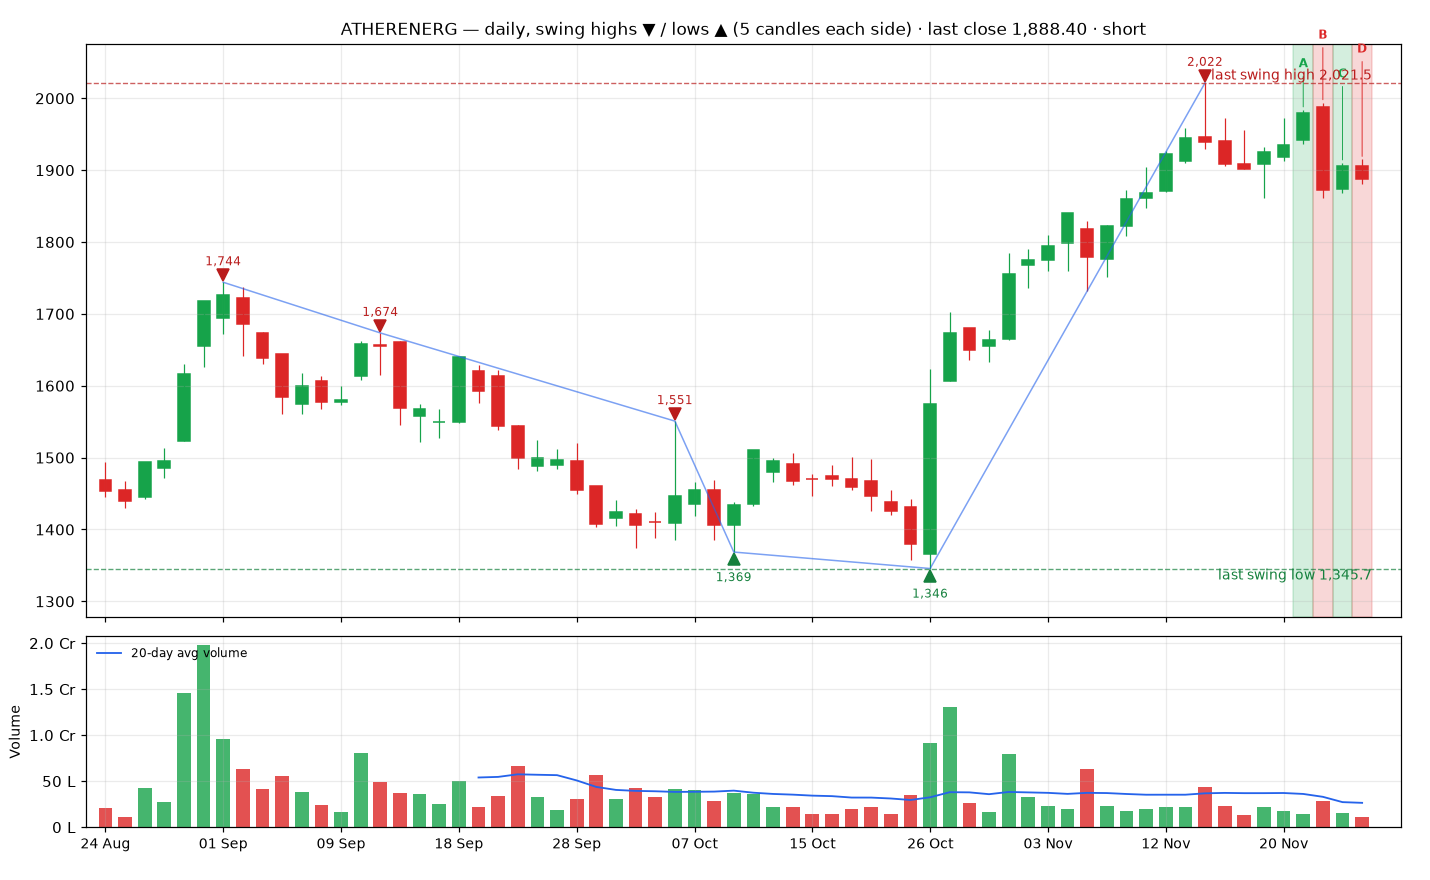 ATHERENERG — daily, swing highs ▼ / lows ▲ (5 candles each side) · last close 1,888.40 · short
B
D
A
C
2,022
last swing high 2,021.5
2000
1900
1800
1,744
1700
1,674
1600
1,551
1500
1400
1,369
last swing low 1,345.7
1,346
1300
2.0 Cr
20-day avg volume
1.5 Cr
1.0 Cr
50 L
0 L
Volume
24 Aug 01 Sep 09 Sep 18 Sep 28 Sep 07 Oct 15 Oct 26 Oct 03 Nov 12 Nov 20 Nov